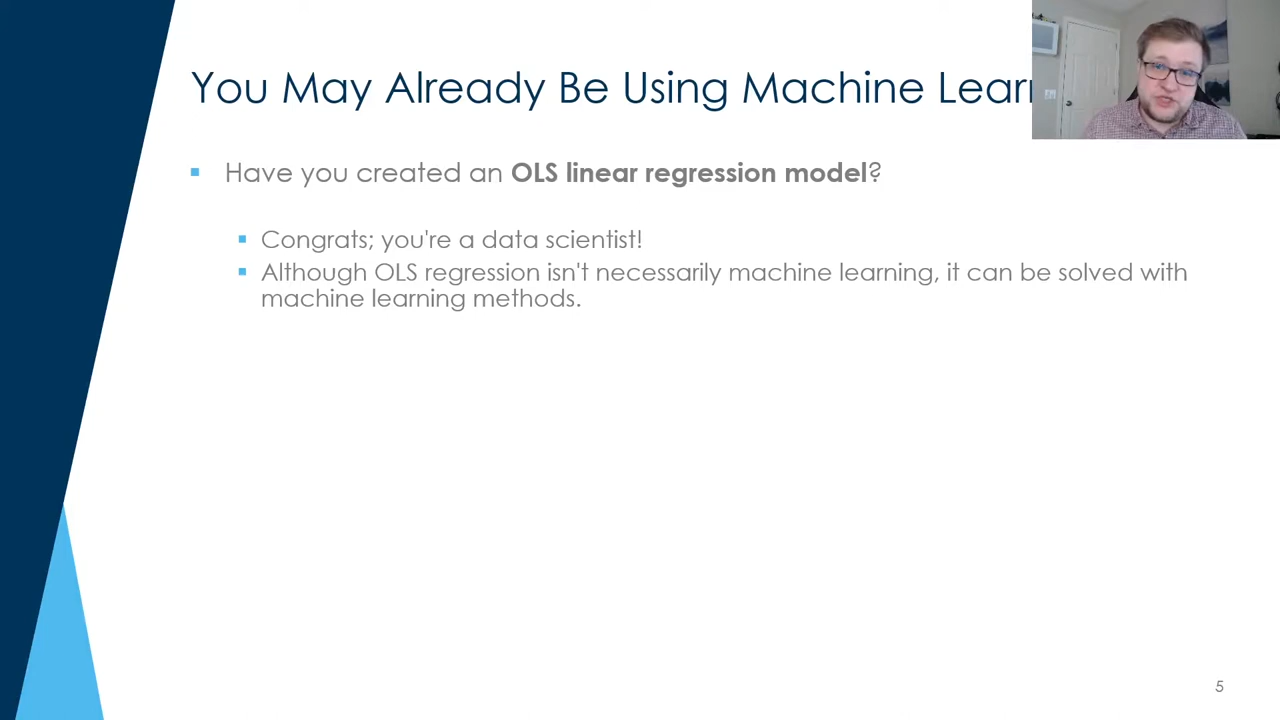 You May Already Be Using Machine Lear
Have you created an OLS linear regression model?
Congrats; you're a data scientist!
Although OLS regression isn't necessarily machine learning, it can be solved with
machine learning methods.
5